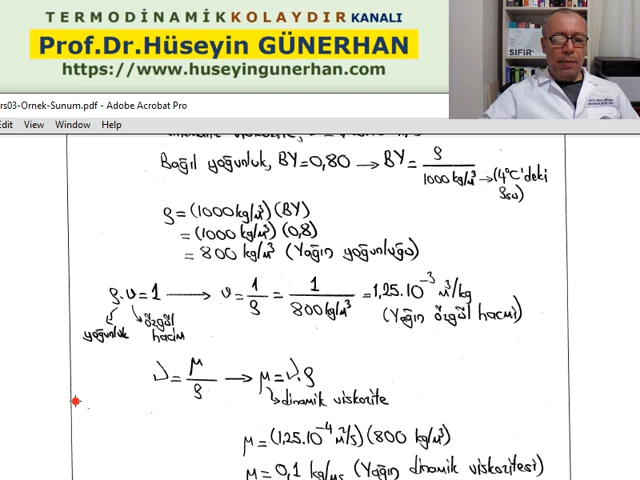 TERMODİNAMİKKOLAYDIR KANALI
Prof.Dr.Hüseyin GÜNERHAN
https://www.huseyingunerhan.com
rs03-Ornek-Sunum.pdf - Adobe Acrobat Pro
Edit View Window Help
Bağıl yoğunluk, BY=0,80 → BY= ρ / 1000 kg/m³ → (4°C'deki ρsu)
ρ=(1000 kg/m³)(BY)
=(1000 kg/m³)(0,8)
= 800 kg/m³ (Yağın yoğunluğu)
ρ.υ=1 → υ= 1/ρ = 1 / 800 kg/m³ =1,25.10⁻³ m³/kg
yoğunluk özgül hacim (Yağın özgül hacmi)
ν= μ/ρ → μ=ν.ρ
dinamik viskozite
μ=(1,25.10⁻⁴ m²/s)(800 kg/m³)
μ= 0,1 kg/ms (Yağın dinamik viskozitesi)
SIFIR